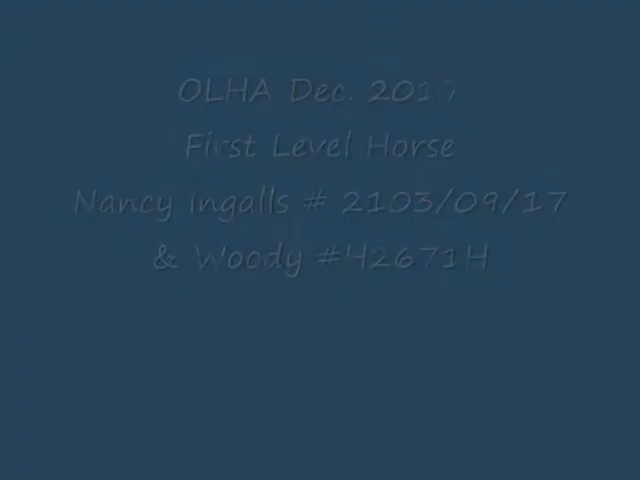 OLHA Dec. 2017
First Level Horse
Nancy ingalls # 2103/09/17
& Woody #42671H